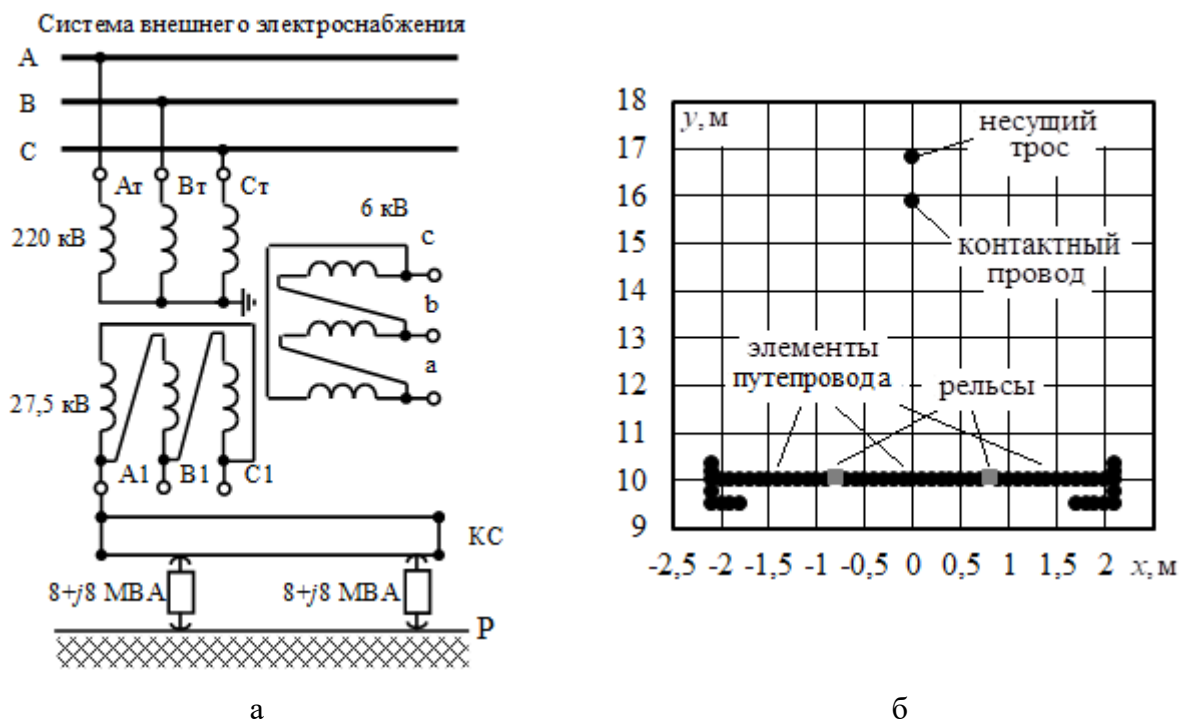 Система внешнего электроснабжения
A
B
C
Ат
Вт
Ст
220 кВ
6 кВ
c
b
a
27,5 кВ
A1
B1
C1
КС
8+j8 МВА
8+j8 МВА
Р
а
18
17
16
15
14
13
12
11
10
9
y, м
несущий
трос
контактный
провод
элементы
путепровода
рельсы
-2,5 -2 -1,5 -1 -0,5 0 0,5 1 1,5 2 x, м
б